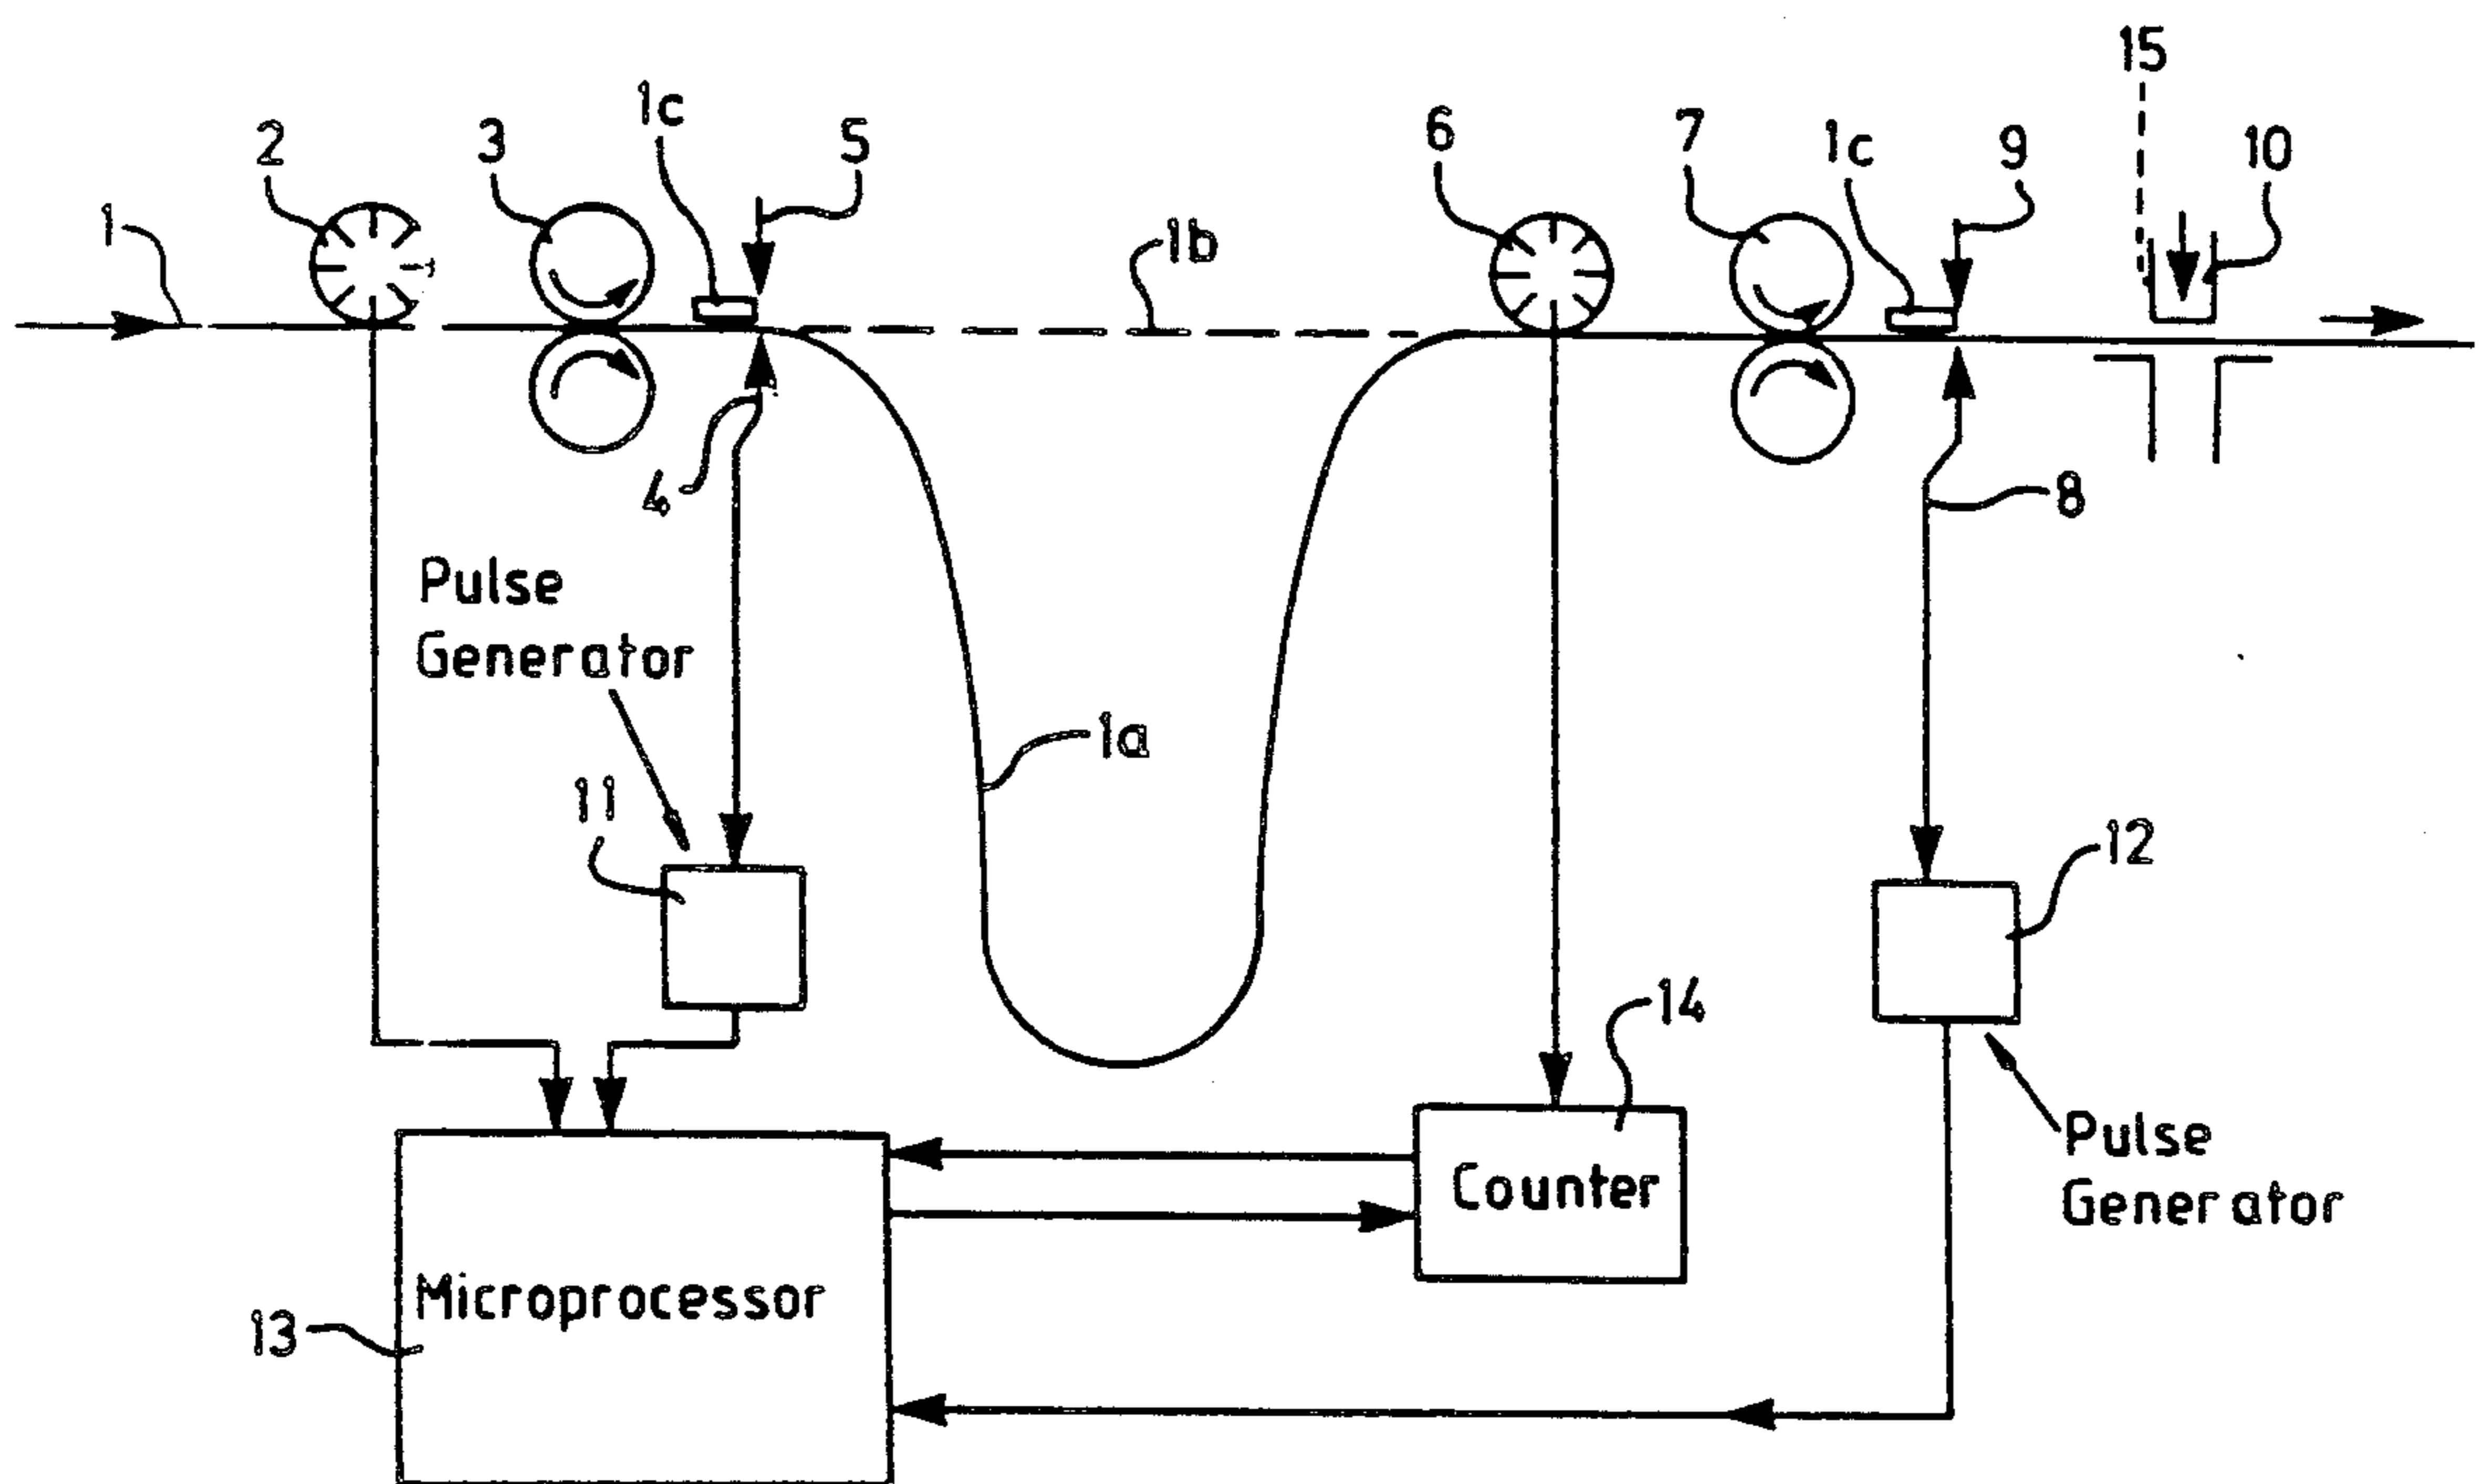 15
1c
2
3
5
6
7
1c
9
10
1
1b
4
8
Pulse
Generator
1a
11
12
14
Counter
Pulse
Generator
Microprocessor
13